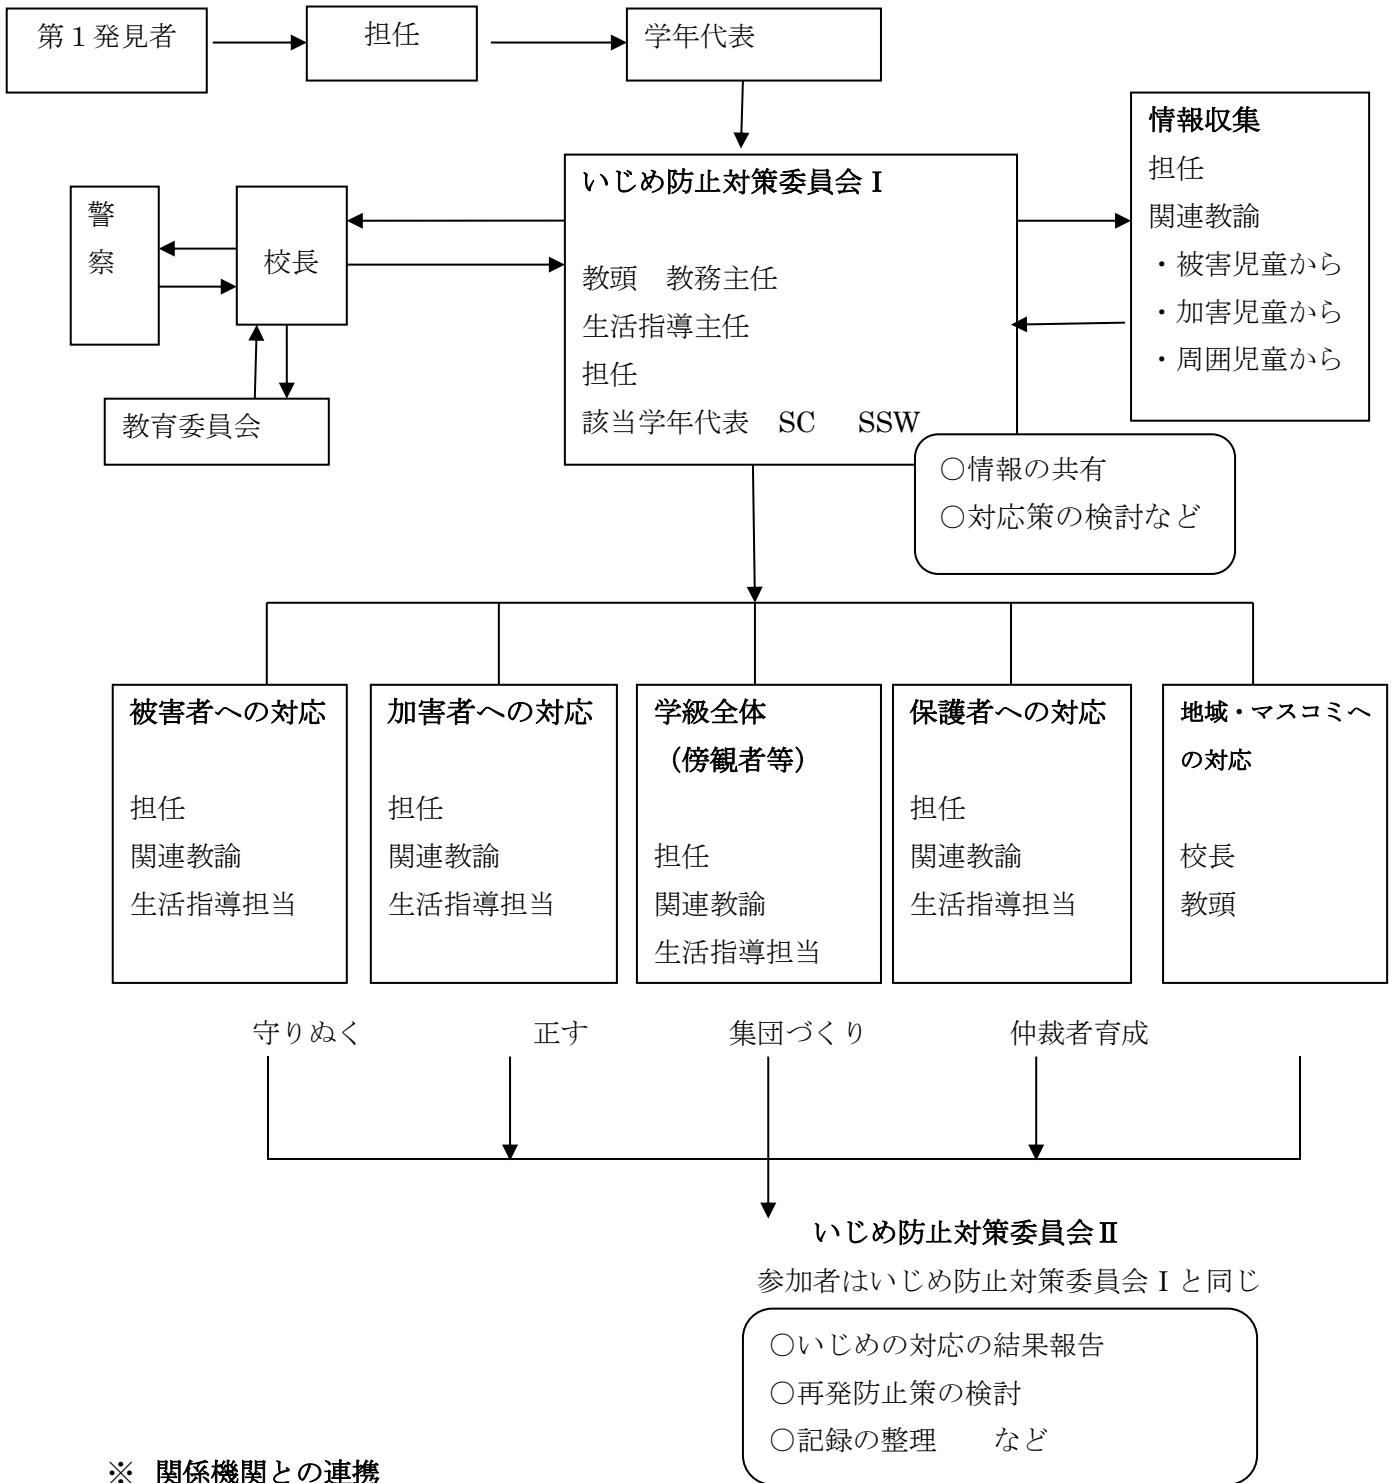 第１発見者
担任
学年代表
情報収集
担任
関連教諭
・被害児童から
・加害児童から
・周囲児童から
いじめ防止対策委員会Ⅰ
教頭　教務主任
生活指導主任
担任
該当学年代表　SC　SSW
警
察
校長
教育委員会
○情報の共有
○対応策の検討など
被害者への対応
担任
関連教諭
生活指導担当
加害者への対応
担任
関連教諭
生活指導担当
学級全体
（傍観者等）
担任
関連教諭
生活指導担当
保護者への対応
担任
関連教諭
生活指導担当
地域・マスコミへ
の対応
校長
教頭
守りぬく
正す
集団づくり
仲裁者育成
いじめ防止対策委員会Ⅱ
参加者はいじめ防止対策委員会Ⅰと同じ
○いじめの対応の結果報告
○再発防止策の検討
○記録の整理　　など
※ 関係機関との連携